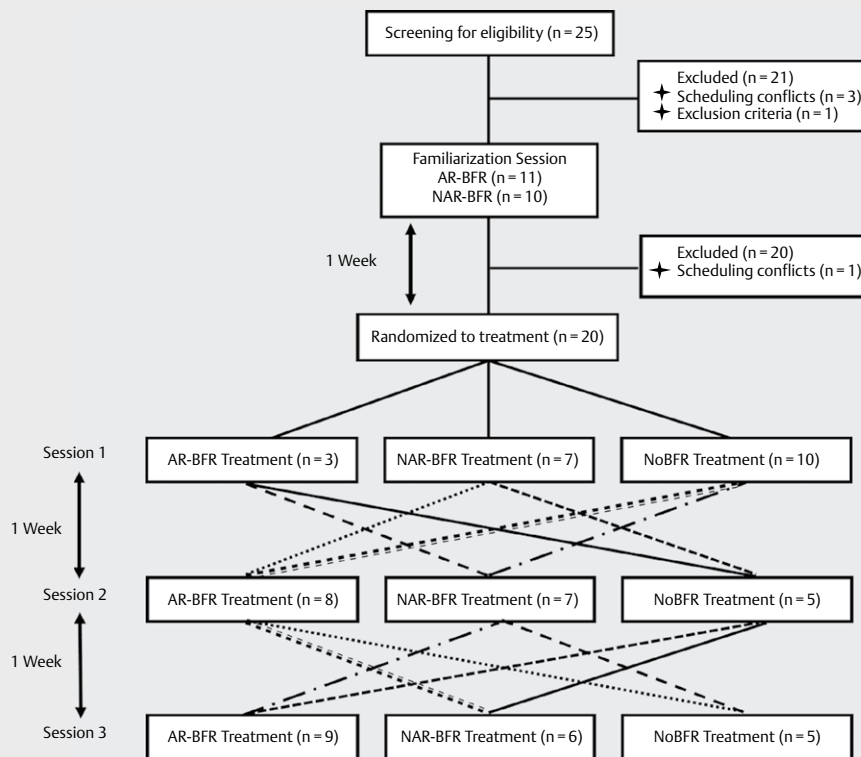 Screening for eligibility (n = 25)
Excluded (n = 21)
Scheduling conflicts (n = 3)
Exclusion criteria (n = 1)
Familiarization Session
AR-BFR (n = 11)
NAR-BFR (n = 10)
1 Week
Excluded (n = 20)
Scheduling conflicts (n = 1)
Randomized to treatment (n = 20)
Session 1
AR-BFR Treatment (n = 3)
NAR-BFR Treatment (n = 7)
NoBFR Treatment (n = 10)
1 Week
Session 2
AR-BFR Treatment (n = 8)
NAR-BFR Treatment (n = 7)
NoBFR Treatment (n = 5)
1 Week
Session 3
AR-BFR Treatment (n = 9)
NAR-BFR Treatment (n = 6)
NoBFR Treatment (n = 5)